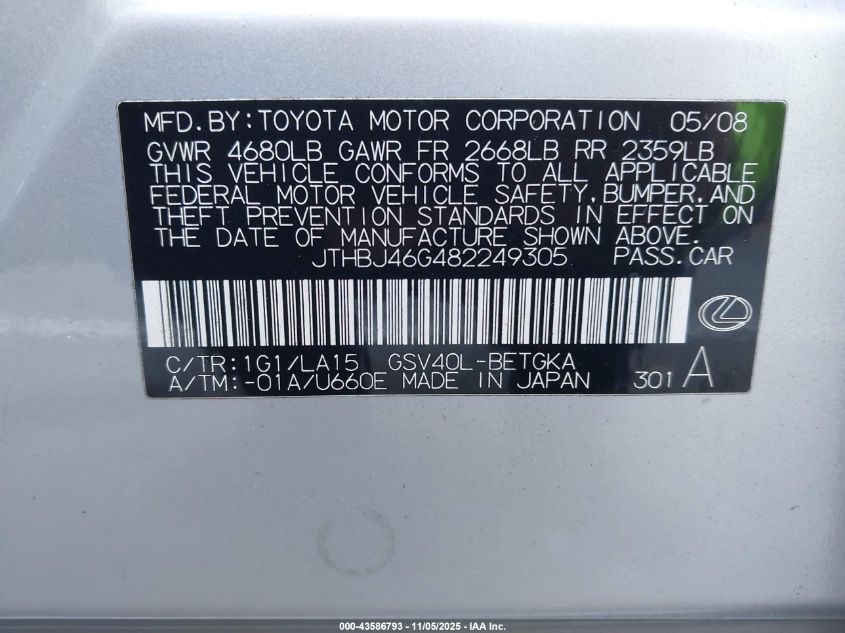 MFD.BY:TOYOTA MOTOR CORPORATION 05/08
GVWR 4680LB GAWR FR 2668LB RR 2359LB
THIS VEHICLE CONFORMS TO ALL APPLICABLE
FEDERAL MOTOR VEHICLE SAFETY,BUMPER,AND
THEFT PREVENTION STANDARDS IN EFFECT ON
THE DATE OF MANUFACTURE SHOWN ABOVE.
JTHBJ46G482249305 PASS.CAR
C/TR:1G1/LA15 GSV40L-BETGKA
A/TM:-01A/U660E MADE IN JAPAN 301 A
000-43586793 - 11/05/2025 - IAA Inc.